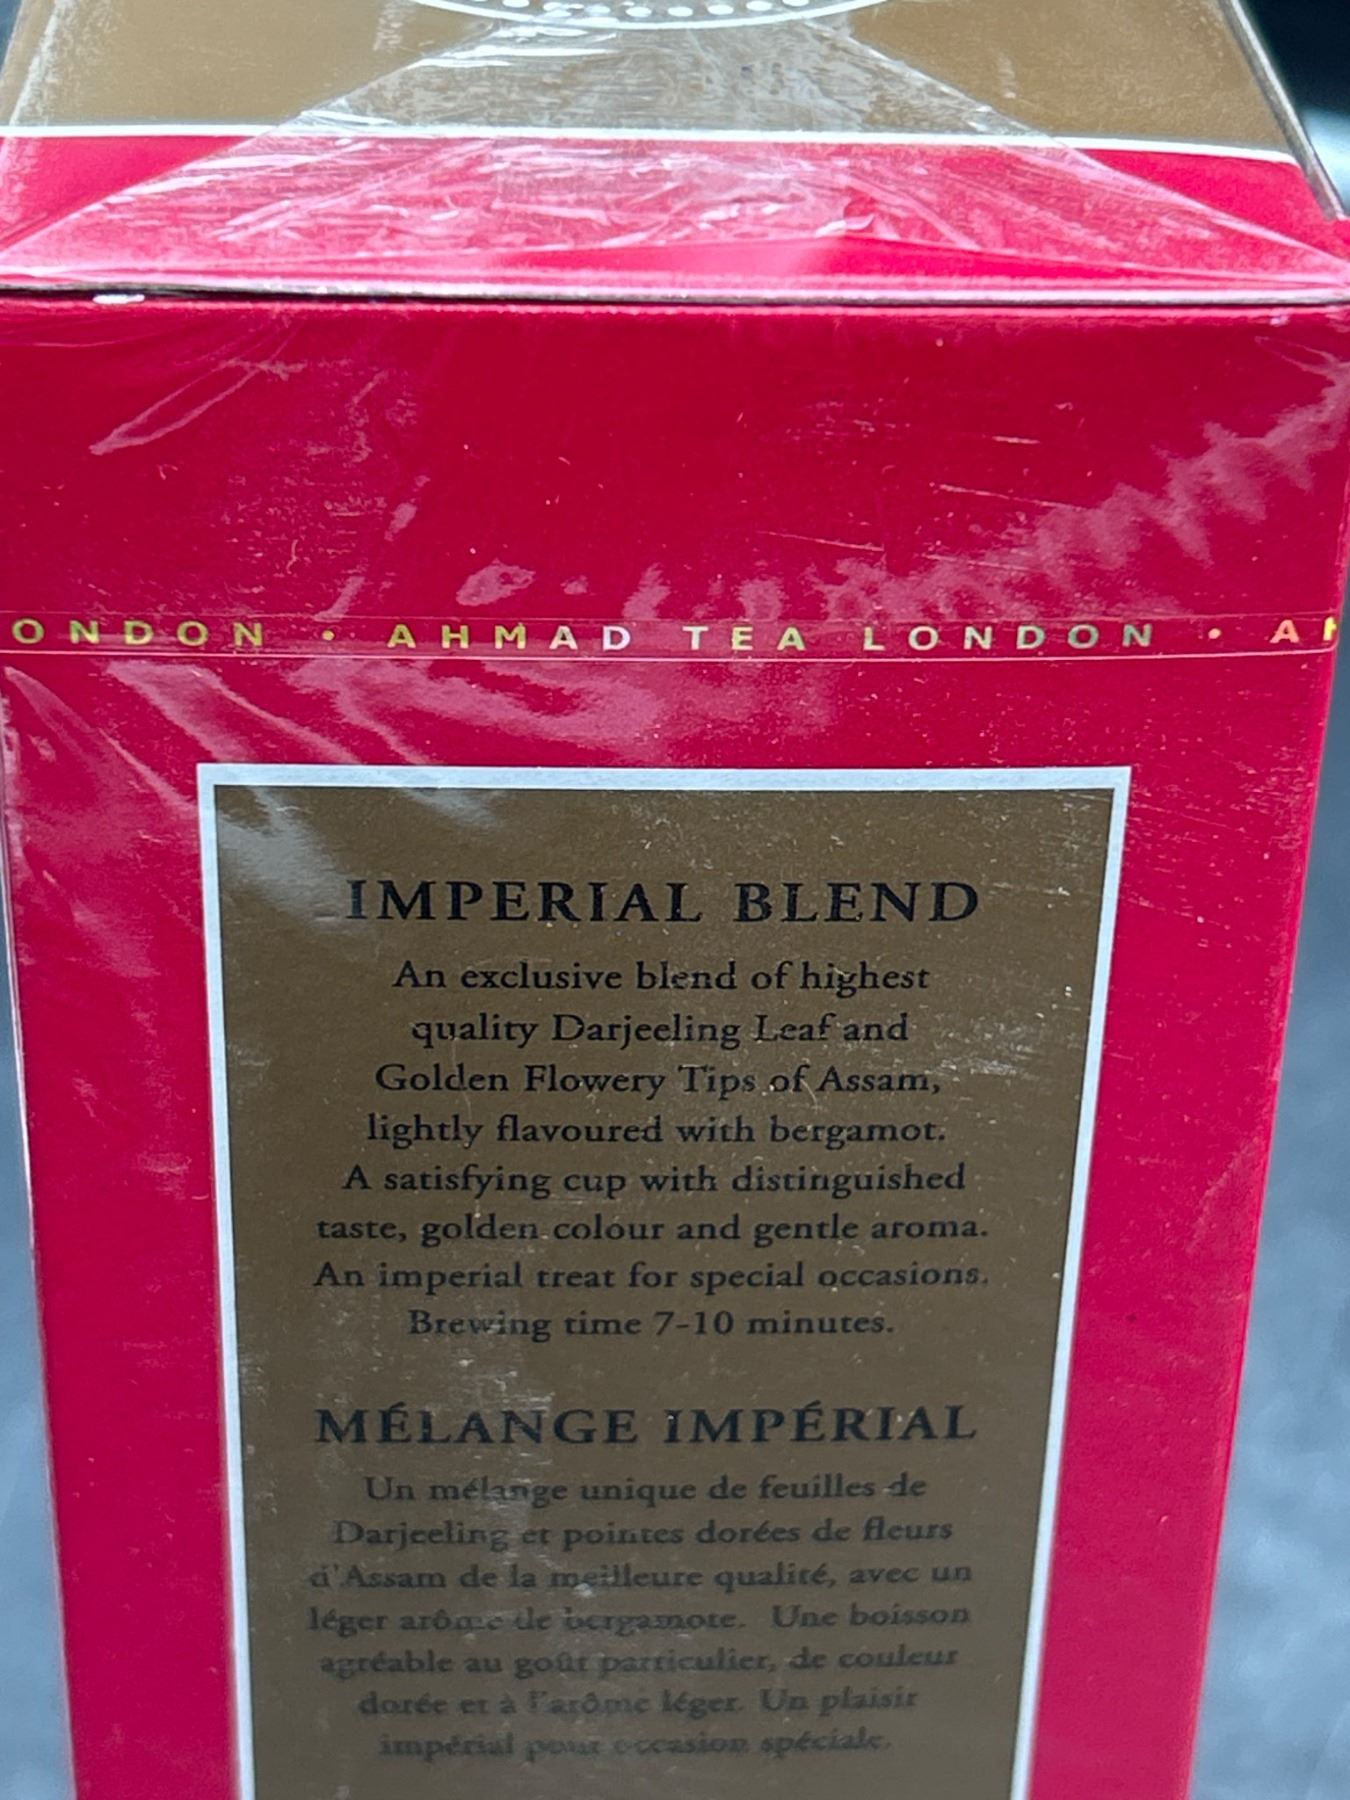 ONDON • AHMAD TEA LONDON • AH
IMPERIAL BLEND
An exclusive blend of highest
quality Darjeeling Leaf and
Golden Flowery Tips of Assam,
lightly flavoured with bergamot.
A satisfying cup with distinguished
taste, golden colour and gentle aroma.
An imperial treat for special occasions.
Brewing time 7-10 minutes.
MÉLANGE IMPÉRIAL
Un mélange unique de feuilles de
Darjeeling et pointes dorées de fleurs
d'Assam de la meilleure qualité, avec un
léger arôme de bergamote. Une boisson
agréable au goût particulier, de couleur
dorée et à l'arôme léger. Un plaisir
impérial pour occasion spéciale.